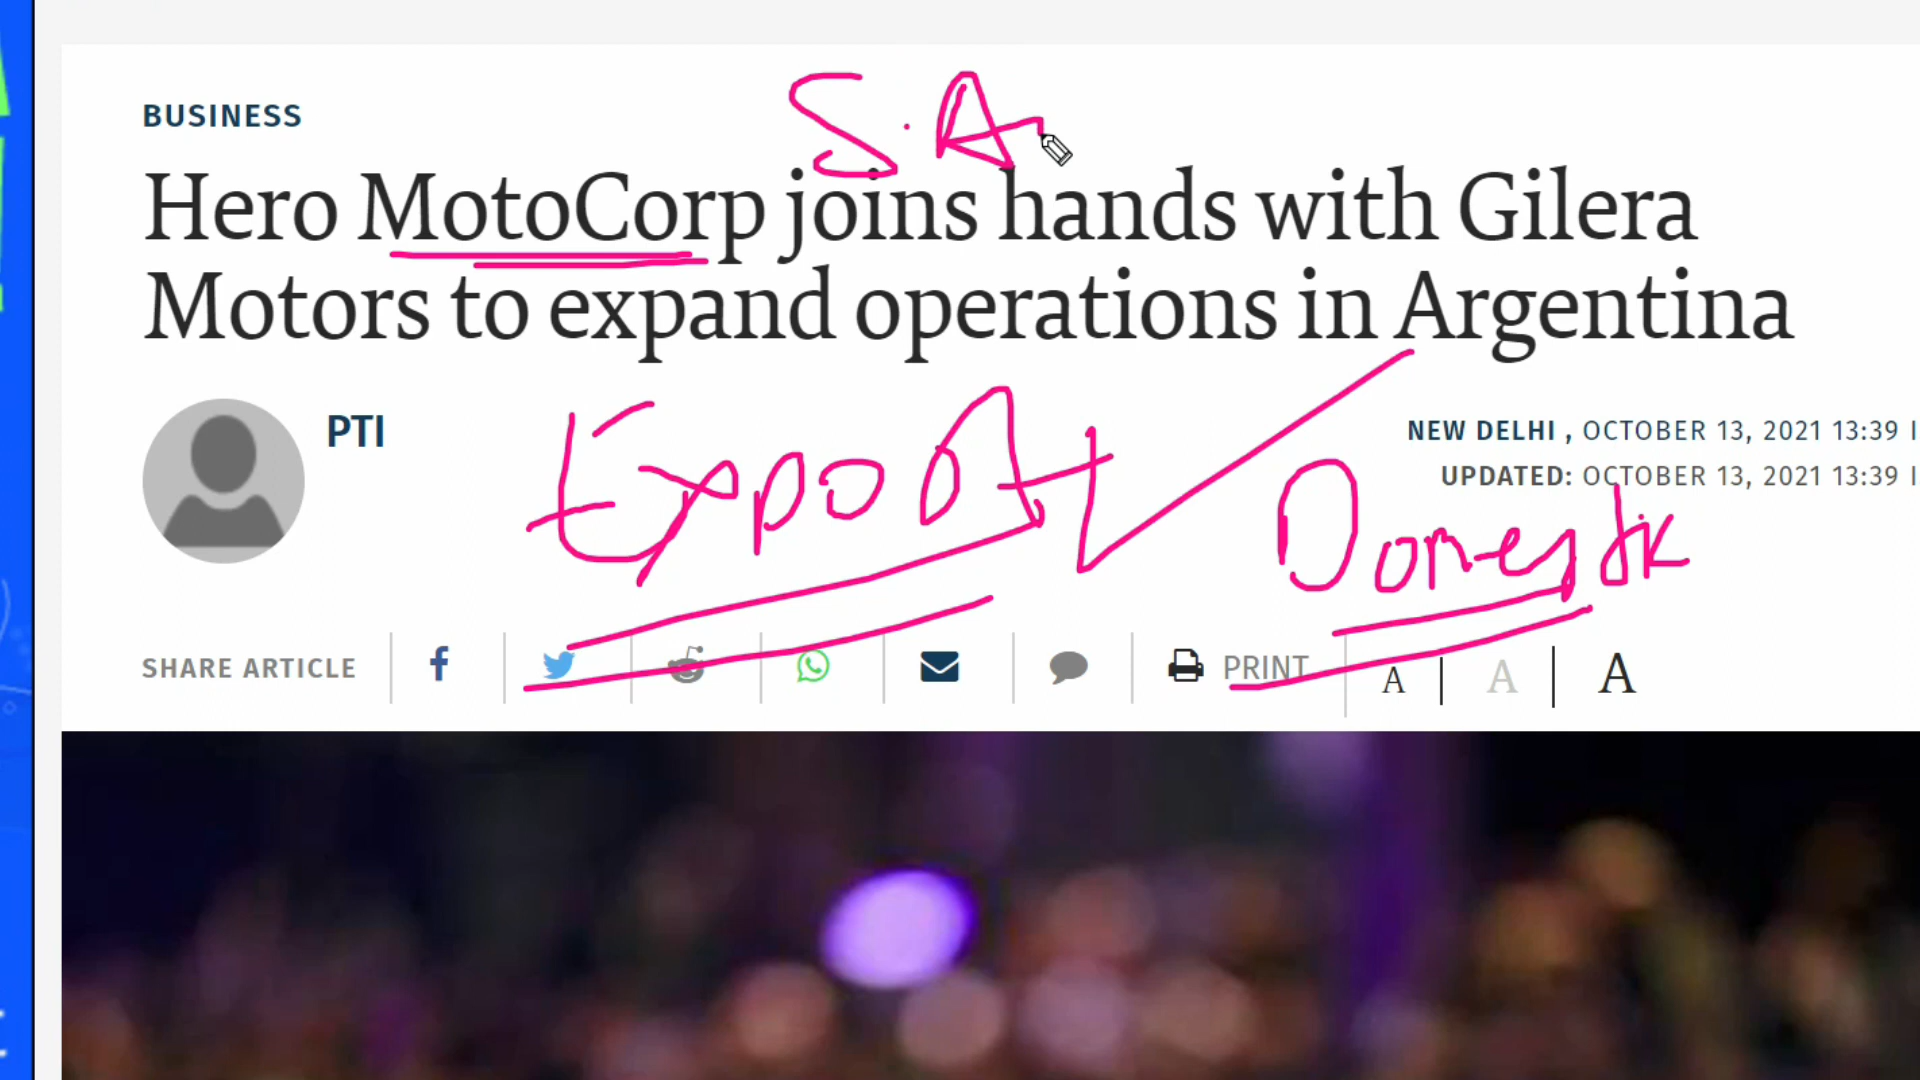 S.A
BUSINESS
Hero MotoCorp joins hands with Gilera
Motors to expand operations in Argentina
PTI
NEW DELHI , OCTOBER 13, 2021 13:39 I
UPDATED: OCTOBER 13, 2021 13:39 I
Export
Domestic
SHARE ARTICLE
PRINT
A
A
A